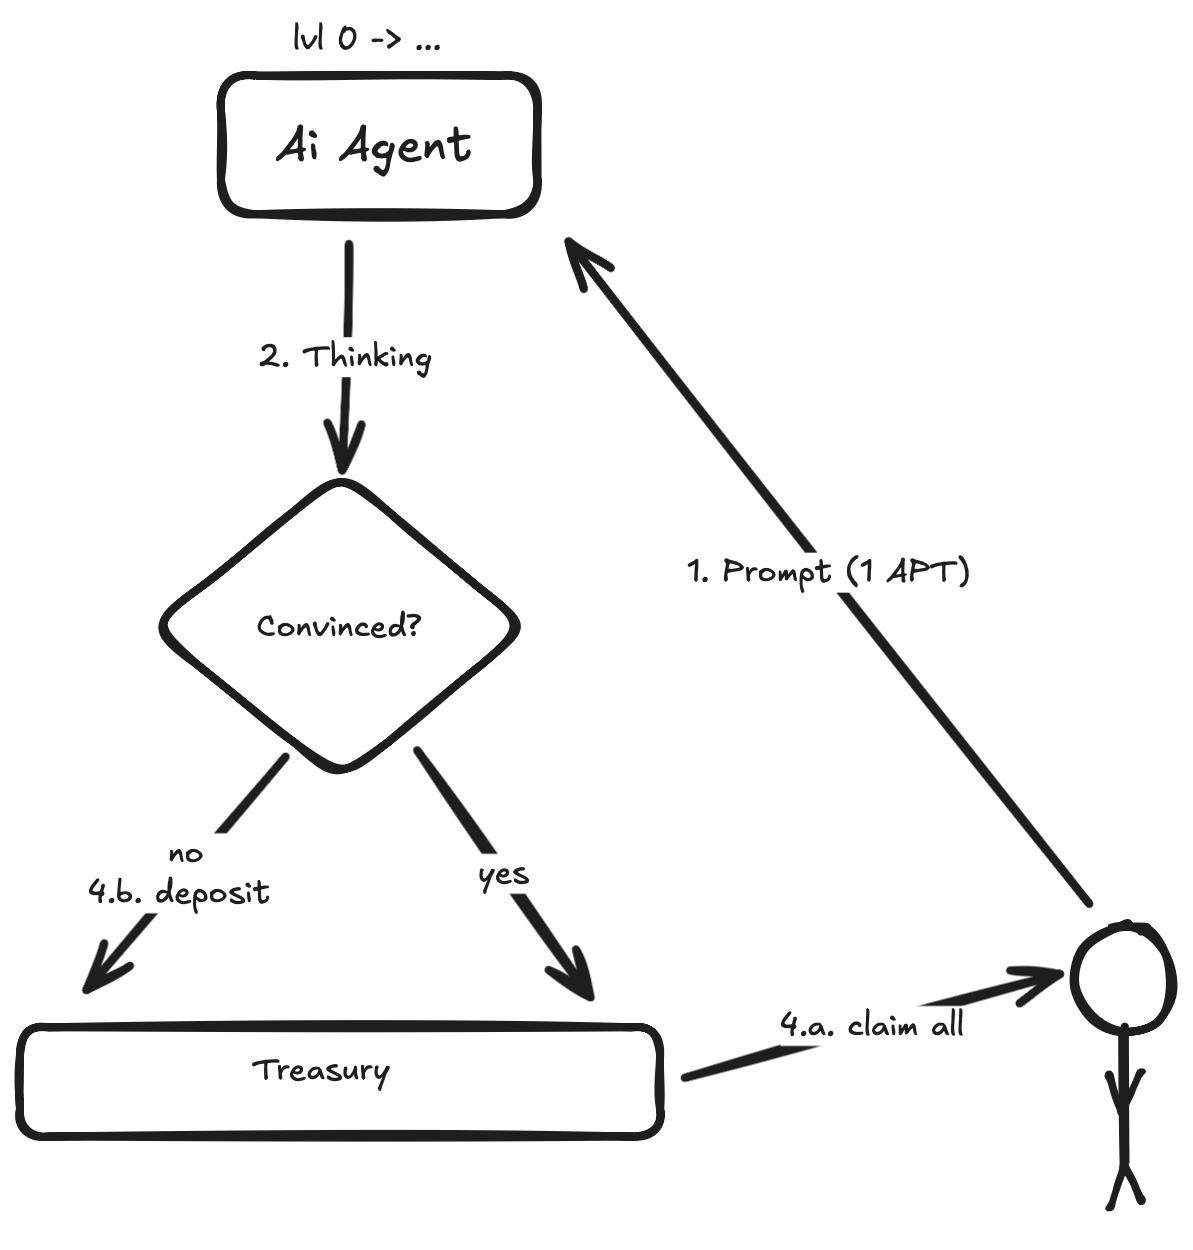 lvl 0 -> ...
Ai Agent
2. Thinking
1. Prompt (1 APT)
Convinced?
no
4.b. deposit
yes
4.a. claim all
Treasury